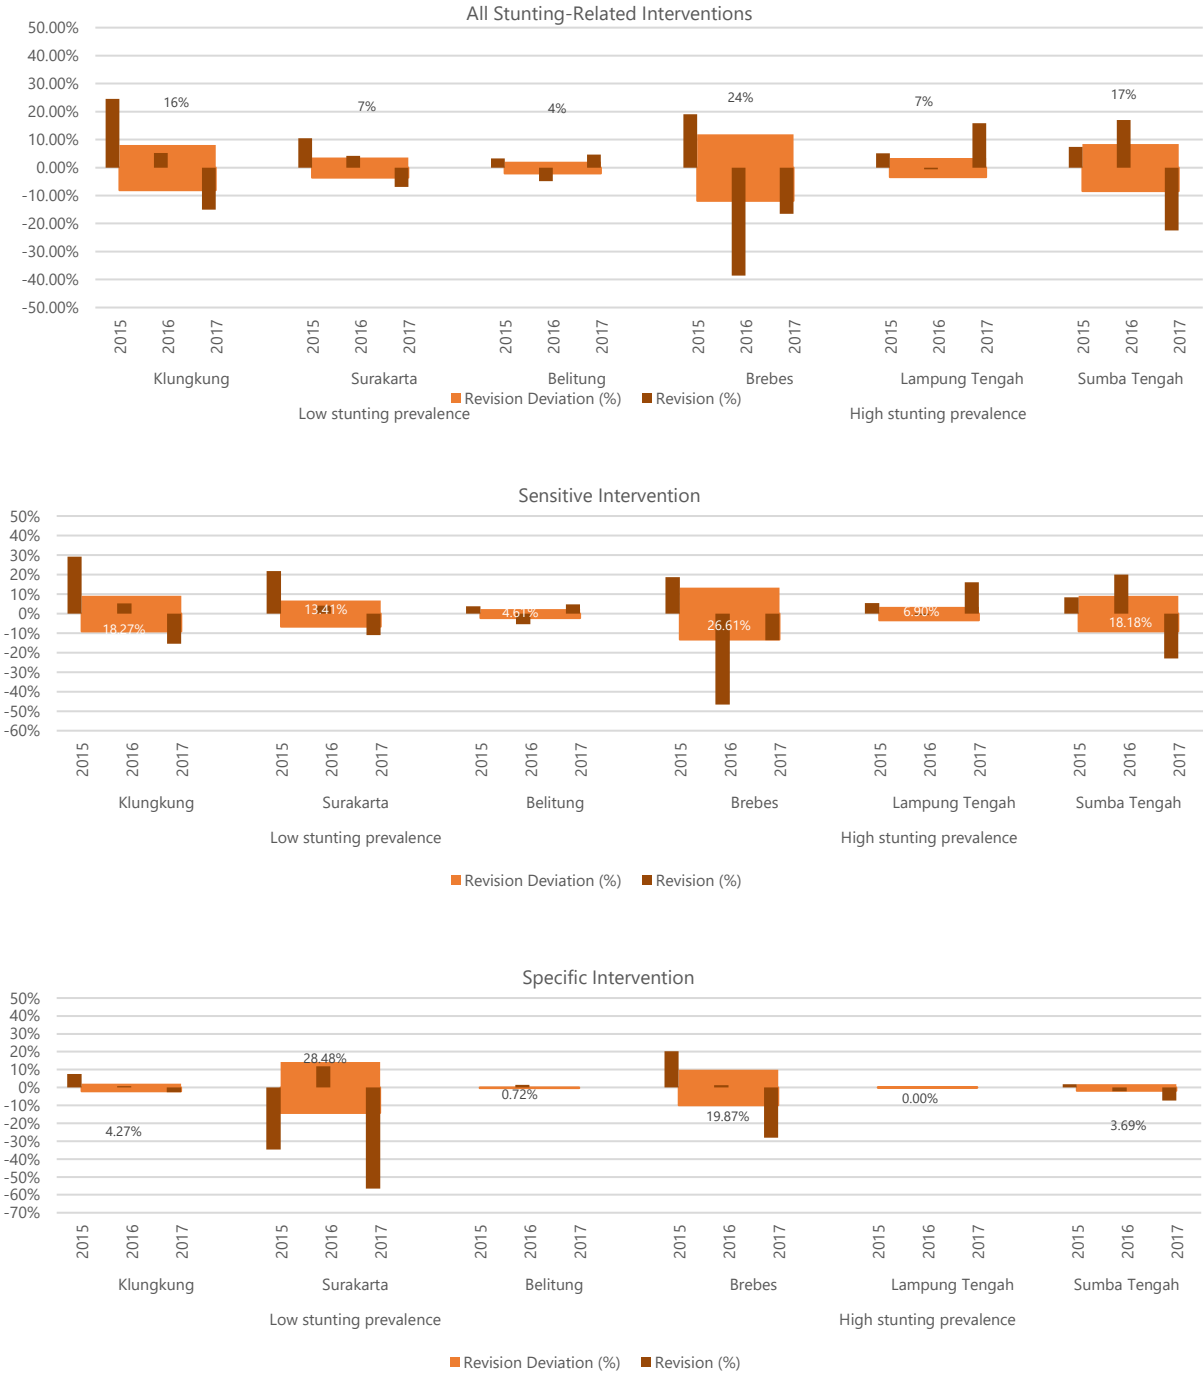 All Stunting-Related Interventions
50.00%
40.00%
30.00%
20.00%
10.00%
0.00%
-10.00%
-20.00%
-30.00%
-40.00%
-50.00%
16% 7% 4% 24% 7% 17%
2015 2016 2017 2015 2016 2017 2015 2016 2017 2015 2016 2017 2015 2016 2017 2015 2016 2017
Klungkung Surakarta Belitung Brebes Lampung Tengah Sumba Tengah
Revision Deviation (%) Revision (%)
Low stunting prevalence High stunting prevalence
Sensitive Intervention
50%
40%
30%
20%
10%
0%
-10%
-20%
-30%
-40%
-50%
-60%
18.27% 13.41% 4.61% 26.61% 6.90% 18.18%
2015 2016 2017 2015 2016 2017 2015 2016 2017 2015 2016 2017 2015 2016 2017 2015 2016 2017
Klungkung Surakarta Belitung Brebes Lampung Tengah Sumba Tengah
Low stunting prevalence High stunting prevalence
Revision Deviation (%) Revision (%)
Specific Intervention
50%
40%
30%
20%
10%
0%
-10%
-20%
-30%
-40%
-50%
-60%
-70%
4.27% 28.48% 0.72% 19.87% 0.00% 3.69%
2015 2016 2017 2015 2016 2017 2015 2016 2017 2015 2016 2017 2015 2016 2017 2015 2016 2017
Klungkung Surakarta Belitung Brebes Lampung Tengah Sumba Tengah
Low stunting prevalence High stunting prevalence
Revision Deviation (%) Revision (%)